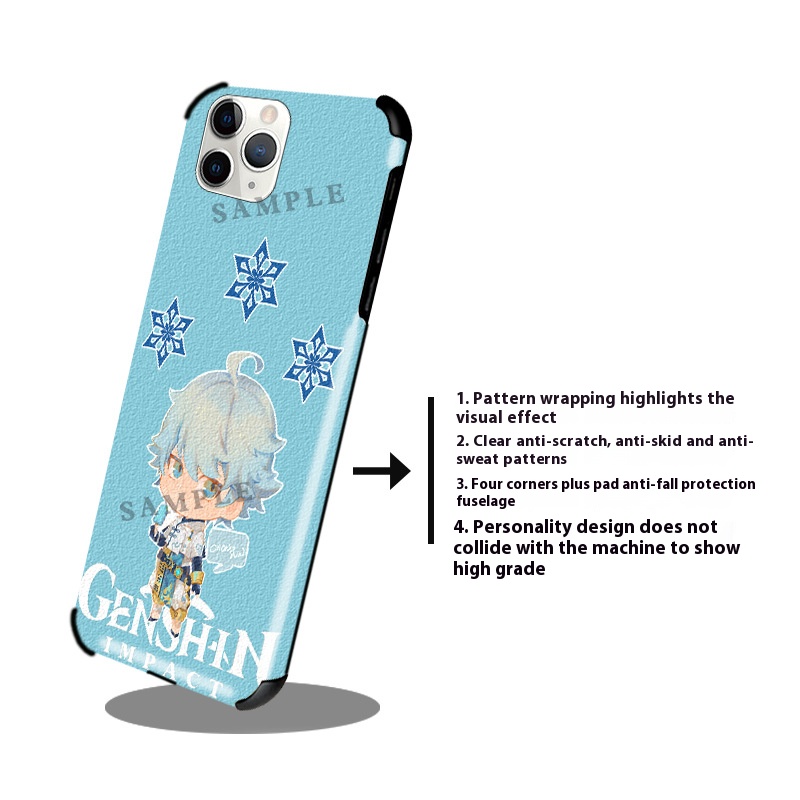 SAMPLE
SAMPLE
GENSHIN
IMPACT
1. Pattern wrapping highlights the
visual effect
2. Clear anti-scratch, anti-skid and anti-
sweat patterns
3. Four corners plus pad anti-fall protection
fuselage
4. Personality design does not
collide with the machine to show
high grade